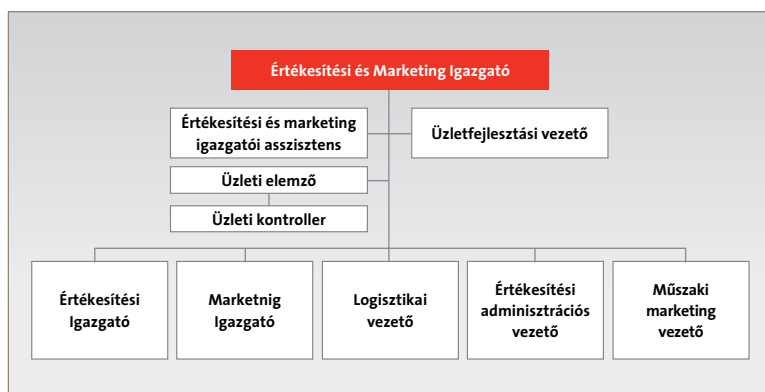 Értékesítési és Marketing Igazgató
Értékesítési és marketing
igazgatói asszisztens
Üzletfejlesztési vezető
Üzleti elemző
Üzleti kontroller
Értékesítési
Igazgató
Marketnig
Igazgató
Logisztikai
vezető
Értékesítési
adminisztrációs
vezető
Műszaki
marketing
vezető